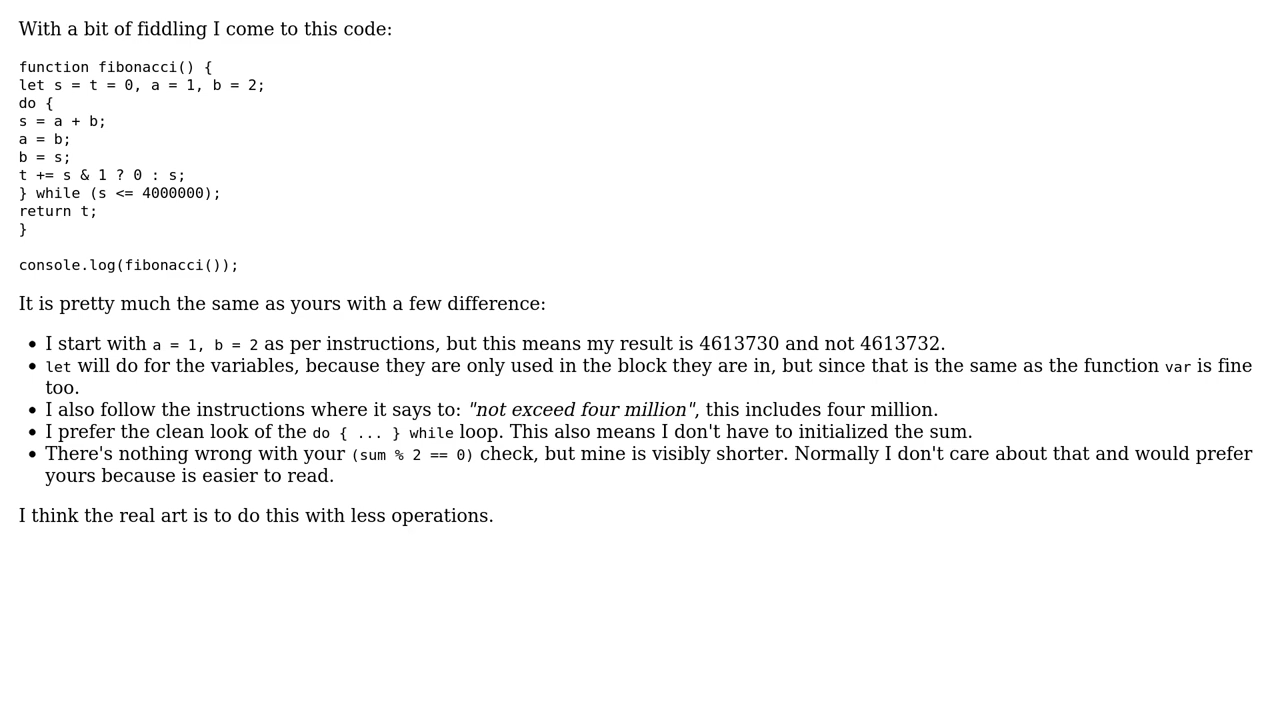 With a bit of fiddling I come to this code:
function fibonacci() {
let s = t = 0, a = 1, b = 2;
do {
s = a + b;
a = b;
b = s;
t += s & 1 ? 0 : s;
} while (s <= 4000000);
return t;
}
console.log(fibonacci());
It is pretty much the same as yours with a few difference:
• I start with a = 1, b = 2 as per instructions, but this means my result is 4613730 and not 4613732.
• let will do for the variables, because they are only used in the block they are in, but since that is the same as the function var is fine
too.
• I also follow the instructions where it says to: "not exceed four million", this includes four million.
• I prefer the clean look of the do { ... } while loop. This also means I don't have to initialized the sum.
• There's nothing wrong with your (sum % 2 == 0) check, but mine is visibly shorter. Normally I don't care about that and would prefer
yours because is easier to read.
I think the real art is to do this with less operations.